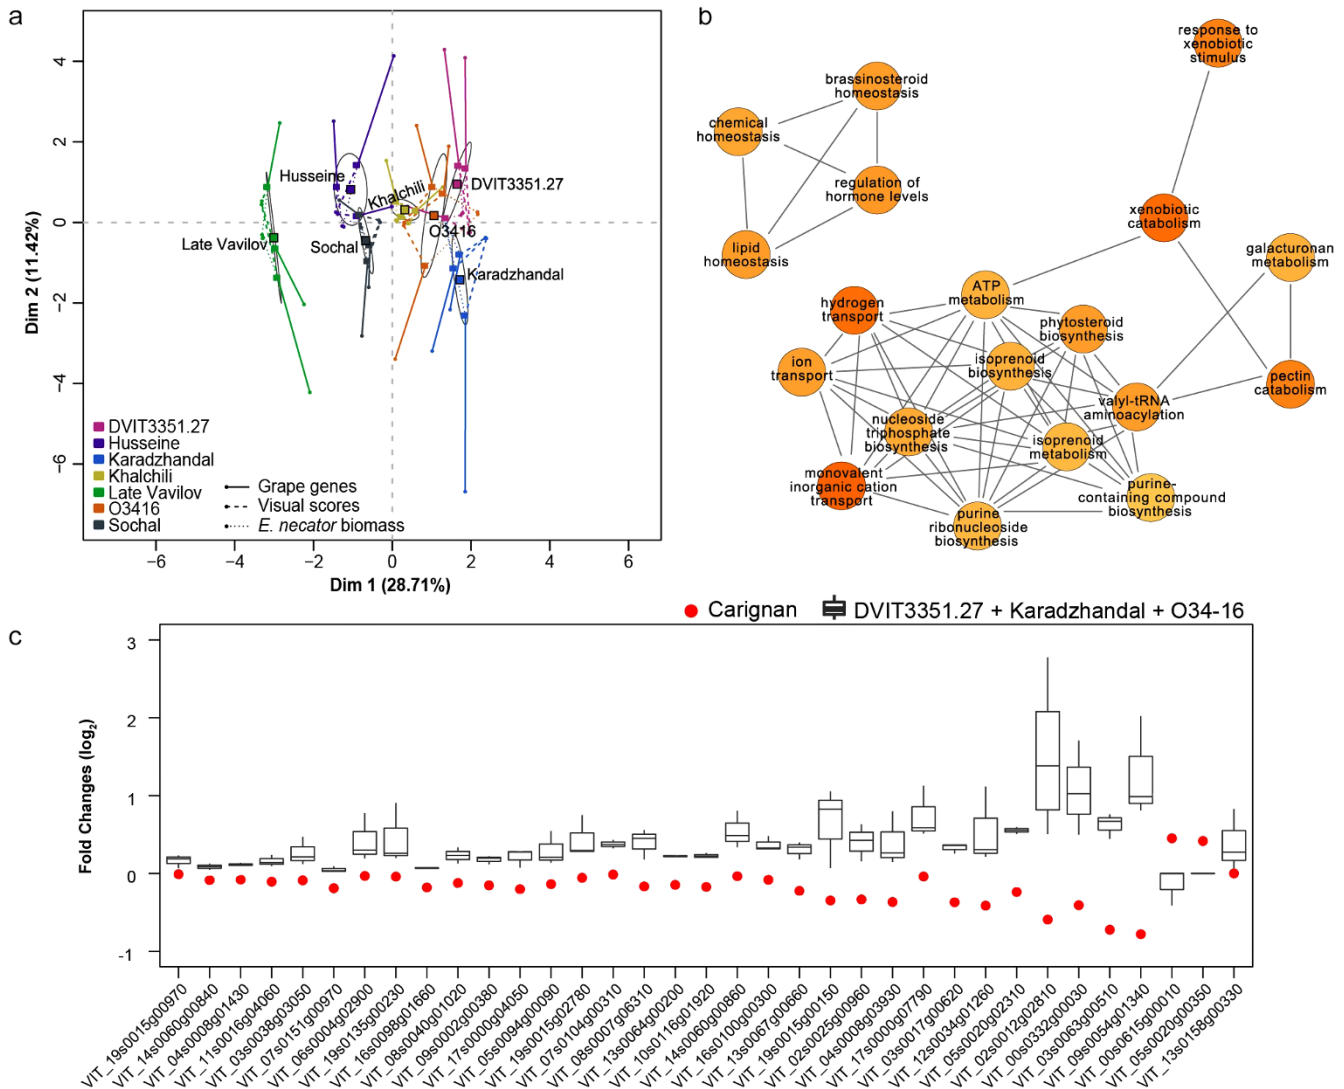 a
4
2
0
−2
−4
−6
Dim 2 (11.42%)
−6
−4
−2
0
2
4
6
Dim 1 (28.71%)
Husseine
Khalchili
DVIT3351.27
Late Vavilov
Sochal
O3416
Karadzhandal
DVIT3351.27
Husseine
Karadzhandal
Khalchili
Late Vavilov
O3416
Sochal
Grape genes
Visual scores
E. necator biomass
b
response to
xenobiotic
stimulus
brassinosteroid
homeostasis
chemical
homeostasis
regulation of
hormone levels
lipid
homeostasis
xenobiotic
catabolism
galacturonan
metabolism
ATP
metabolism
hydrogen
transport
phytosteroid
biosynthesis
ion
transport
isoprenoid
biosynthesis
pectin
catabolism
valyl-tRNA
aminoacylation
nucleoside
triphosphate
biosynthesis
isoprenoid
metabolism
monovalent
inorganic cation
transport
purine-
containing compound
biosynthesis
purine
ribonucleoside
biosynthesis
c
Carignan
DVIT3351.27 + Karadzhandal + O34-16
3
2
1
0
-1
Fold Changes (log2)
VIT_19s0015g00970
VIT_14s0060g00840
VIT_04s0008g01430
VIT_11s0016g04060
VIT_03s0038g03050
VIT_07s0151g00970
VIT_06s0004g02900
VIT_19s0135g00230
VIT_16s0098g01660
VIT_08s0040g01020
VIT_09s0002g00380
VIT_17s0000g04050
VIT_05s0094g00090
VIT_19s0015g02780
VIT_07s0104g00310
VIT_08s0007g06310
VIT_13s0064g00200
VIT_10s0116g01920
VIT_14s0060g00860
VIT_16s0100g00300
VIT_13s0067g00660
VIT_19s0015g00150
VIT_02s0025g00960
VIT_04s0008g03930
VIT_17s0000g07790
VIT_03s0017g00620
VIT_12s0034g01260
VIT_05s0020g02310
VIT_02s0012g02810
VIT_00s0332g00030
VIT_03s0063g00510
VIT_09s0054g01340
VIT_00s0615g00010
VIT_05s0020g00350
VIT_13s0158g00330